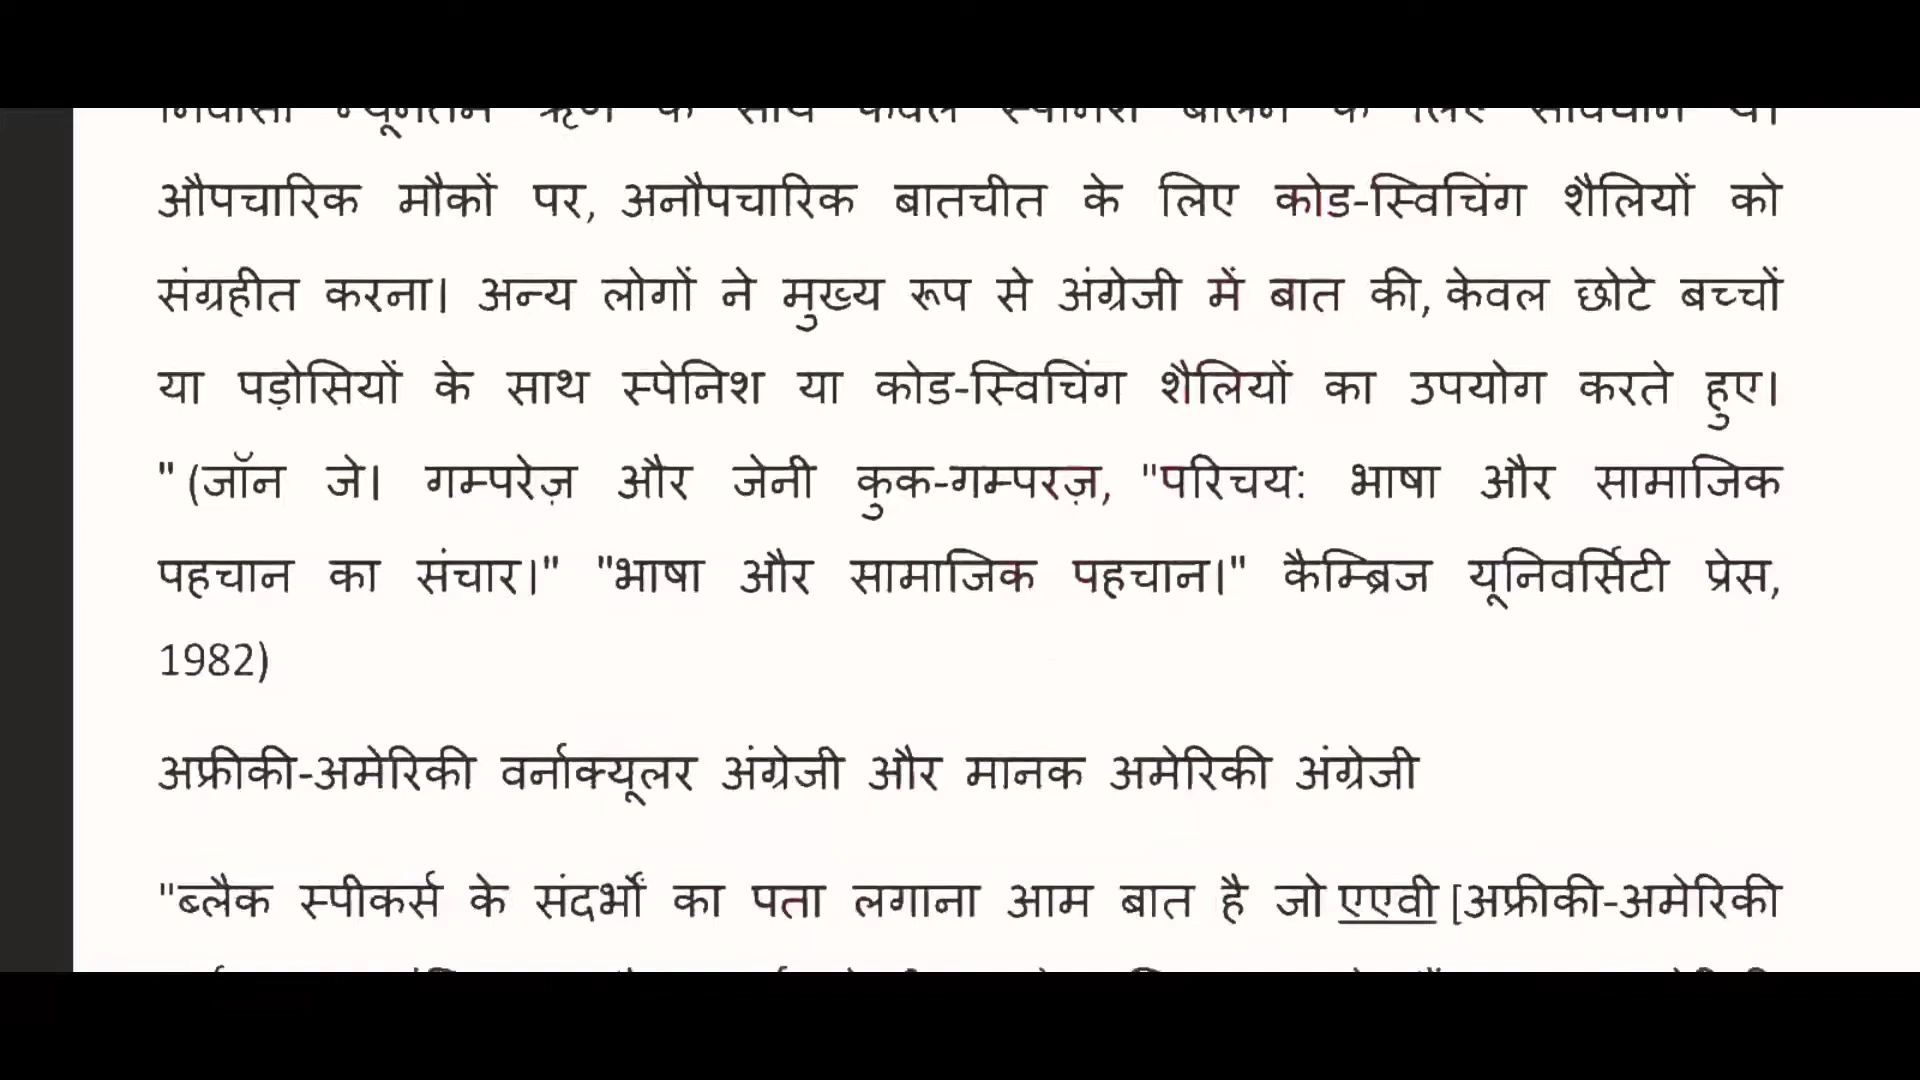 औपचारिक मौकों पर, अनौपचारिक बातचीत के लिए कोड-स्विचिंग शैलियों को
संग्रहीत करना। अन्य लोगों ने मुख्य रूप से अंग्रेजी में बात की, केवल छोटे बच्चों
या पड़ोसियों के साथ स्पेनिश या कोड-स्विचिंग शैलियों का उपयोग करते हुए।
" (जॉन जे। गम्परेज़ और जेनी कुक-गम्परज़, "परिचय: भाषा और सामाजिक
पहचान का संचार।" "भाषा और सामाजिक पहचान।" कैम्ब्रिज यूनिवर्सिटी प्रेस,
1982)
अफ्रीकी-अमेरिकी वर्नाक्यूलर अंग्रेजी और मानक अमेरिकी अंग्रेजी
"ब्लैक स्पीकर्स के संदर्भों का पता लगाना आम बात है जो एएवी [अफ्रीकी-अमेरिकी